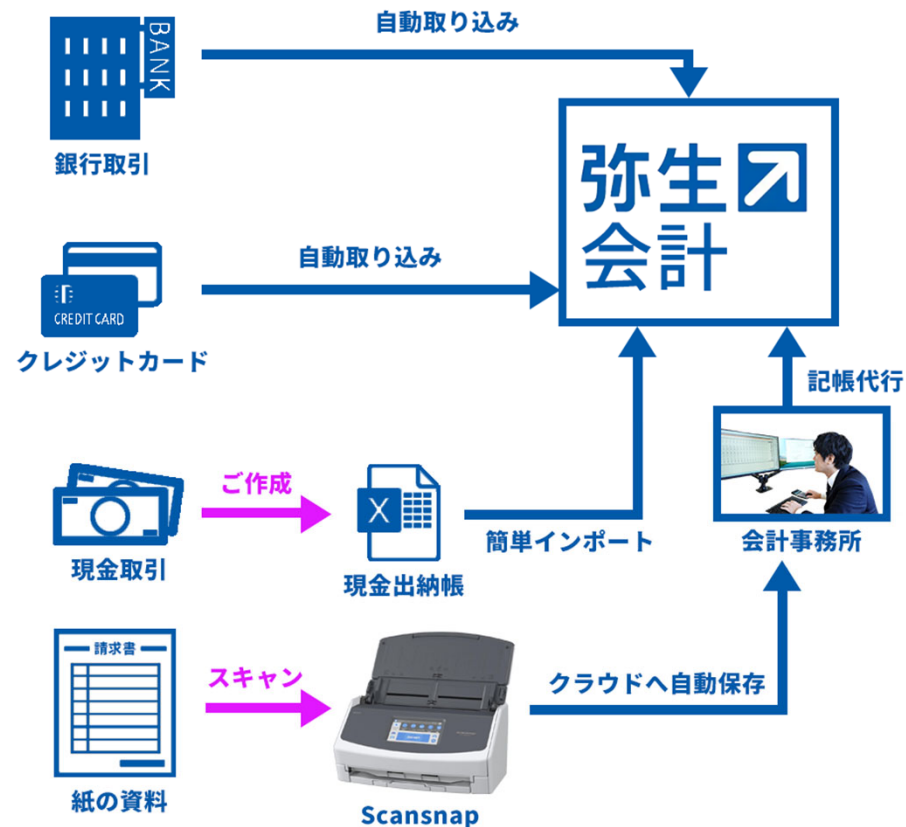 自動取り込み
BANK
銀行取引
弥生
会計
自動取り込み
CREDIT CARD
クレジットカード
記帳代行
ご作成
X
現金取引
簡単インポート
会計事務所
現金出納帳
請求書
スキャン
クラウドへ自動保存
紙の資料
Scansnap